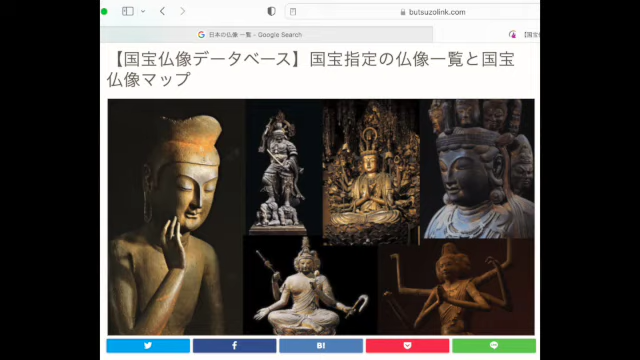 butsuzolink.com
日本の仏像 一覧 - Google Search
【国宝仏像データベース】国宝指定の仏像一覧と国宝
仏像マップ
B!